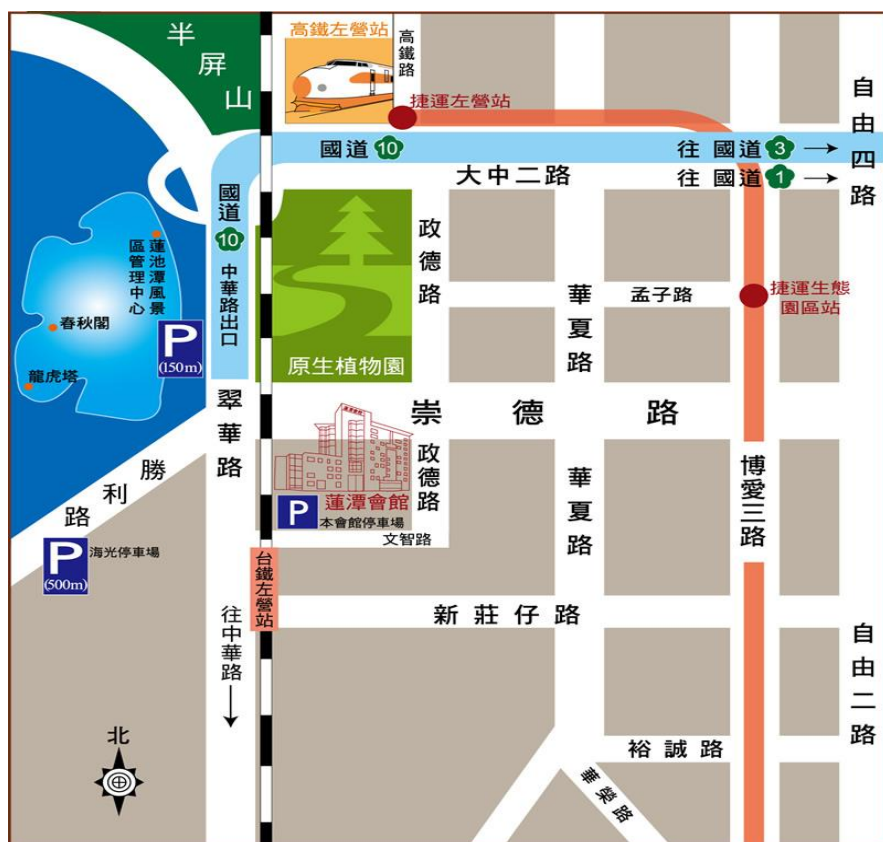 半屏山
高鐵左營站
高鐵路
捷運左營站
自由四路
國道 10
往 國道 3 →
往 國道 1 →
大中二路
國道 10 中華路出口
政德路
蓮池潭風景
區管理中心
華夏路
孟子路
捷運生態
園區站
春秋閣
P
(150m)
龍虎塔
原生植物園
翠華路
崇德路
政德路
勝利路
蓮潭會館
P
本會館停車場
華夏路
博愛三路
文智路
P
(500m)
海光停車場
台鐵左營站
往中華路
新莊仔路
自由二路
北
裕誠路
華榮路